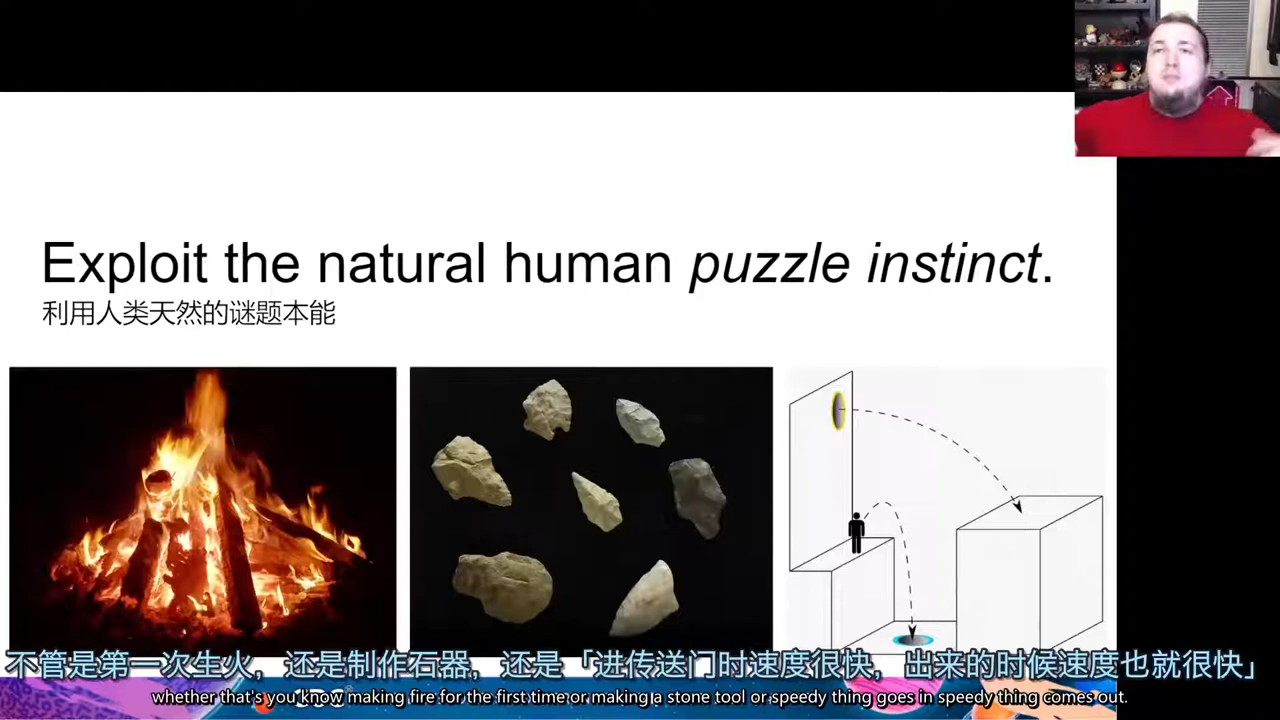 Exploit the natural human puzzle instinct.
利用人类天然的谜题本能
不管是第一次生火，还是制作石器，还是「进传送门时速度很快，出来的时候速度也就很快」
whether that's you know making fire for the first time or making a stone tool or speedy thing goes in speedy thing comes out.